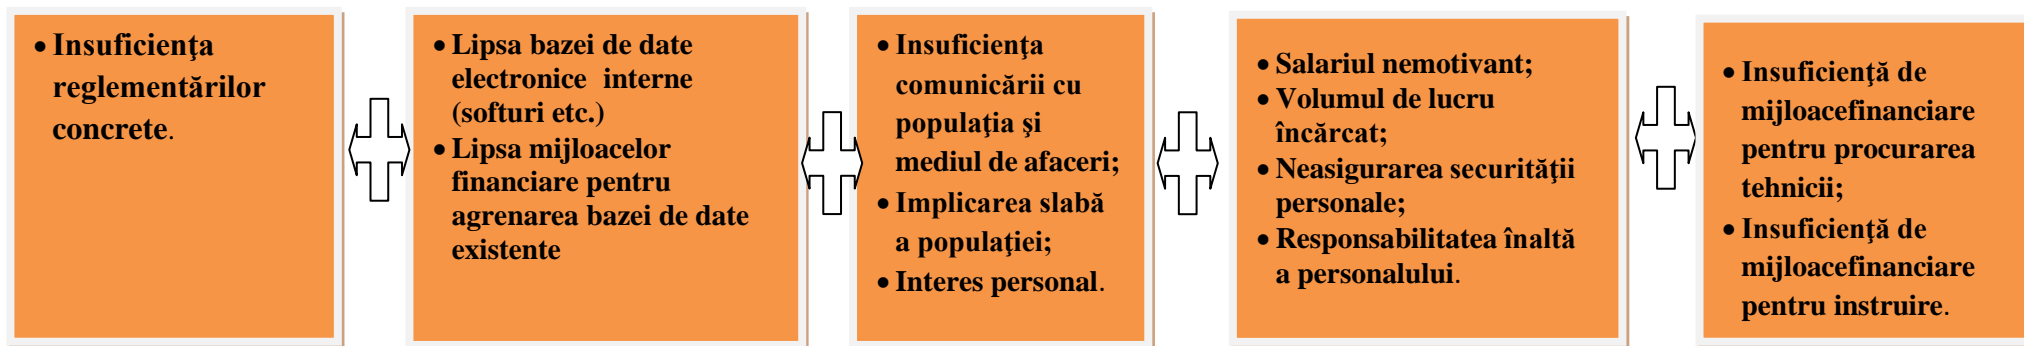 • Insuficienţa
reglementărilor
concrete.
• Lipsa bazei de date
electronice interne
(softuri etc.)
• Lipsa mijloacelor
financiare pentru
agrenarea bazei de date
existente
• Insuficienţa
comunicării cu
populaţia şi
mediul de afaceri;
• Implicarea slabă
a populaţiei;
• Interes personal.
• Salariul nemotivant;
• Volumul de lucru
încărcat;
• Neasigurarea securităţii
personale;
• Responsabilitatea înaltă
a personalului.
• Insuficienţă de
mijloacefinanciare
pentru procurarea
tehnicii;
• Insuficienţă de
mijloacefinanciare
pentru instruire.